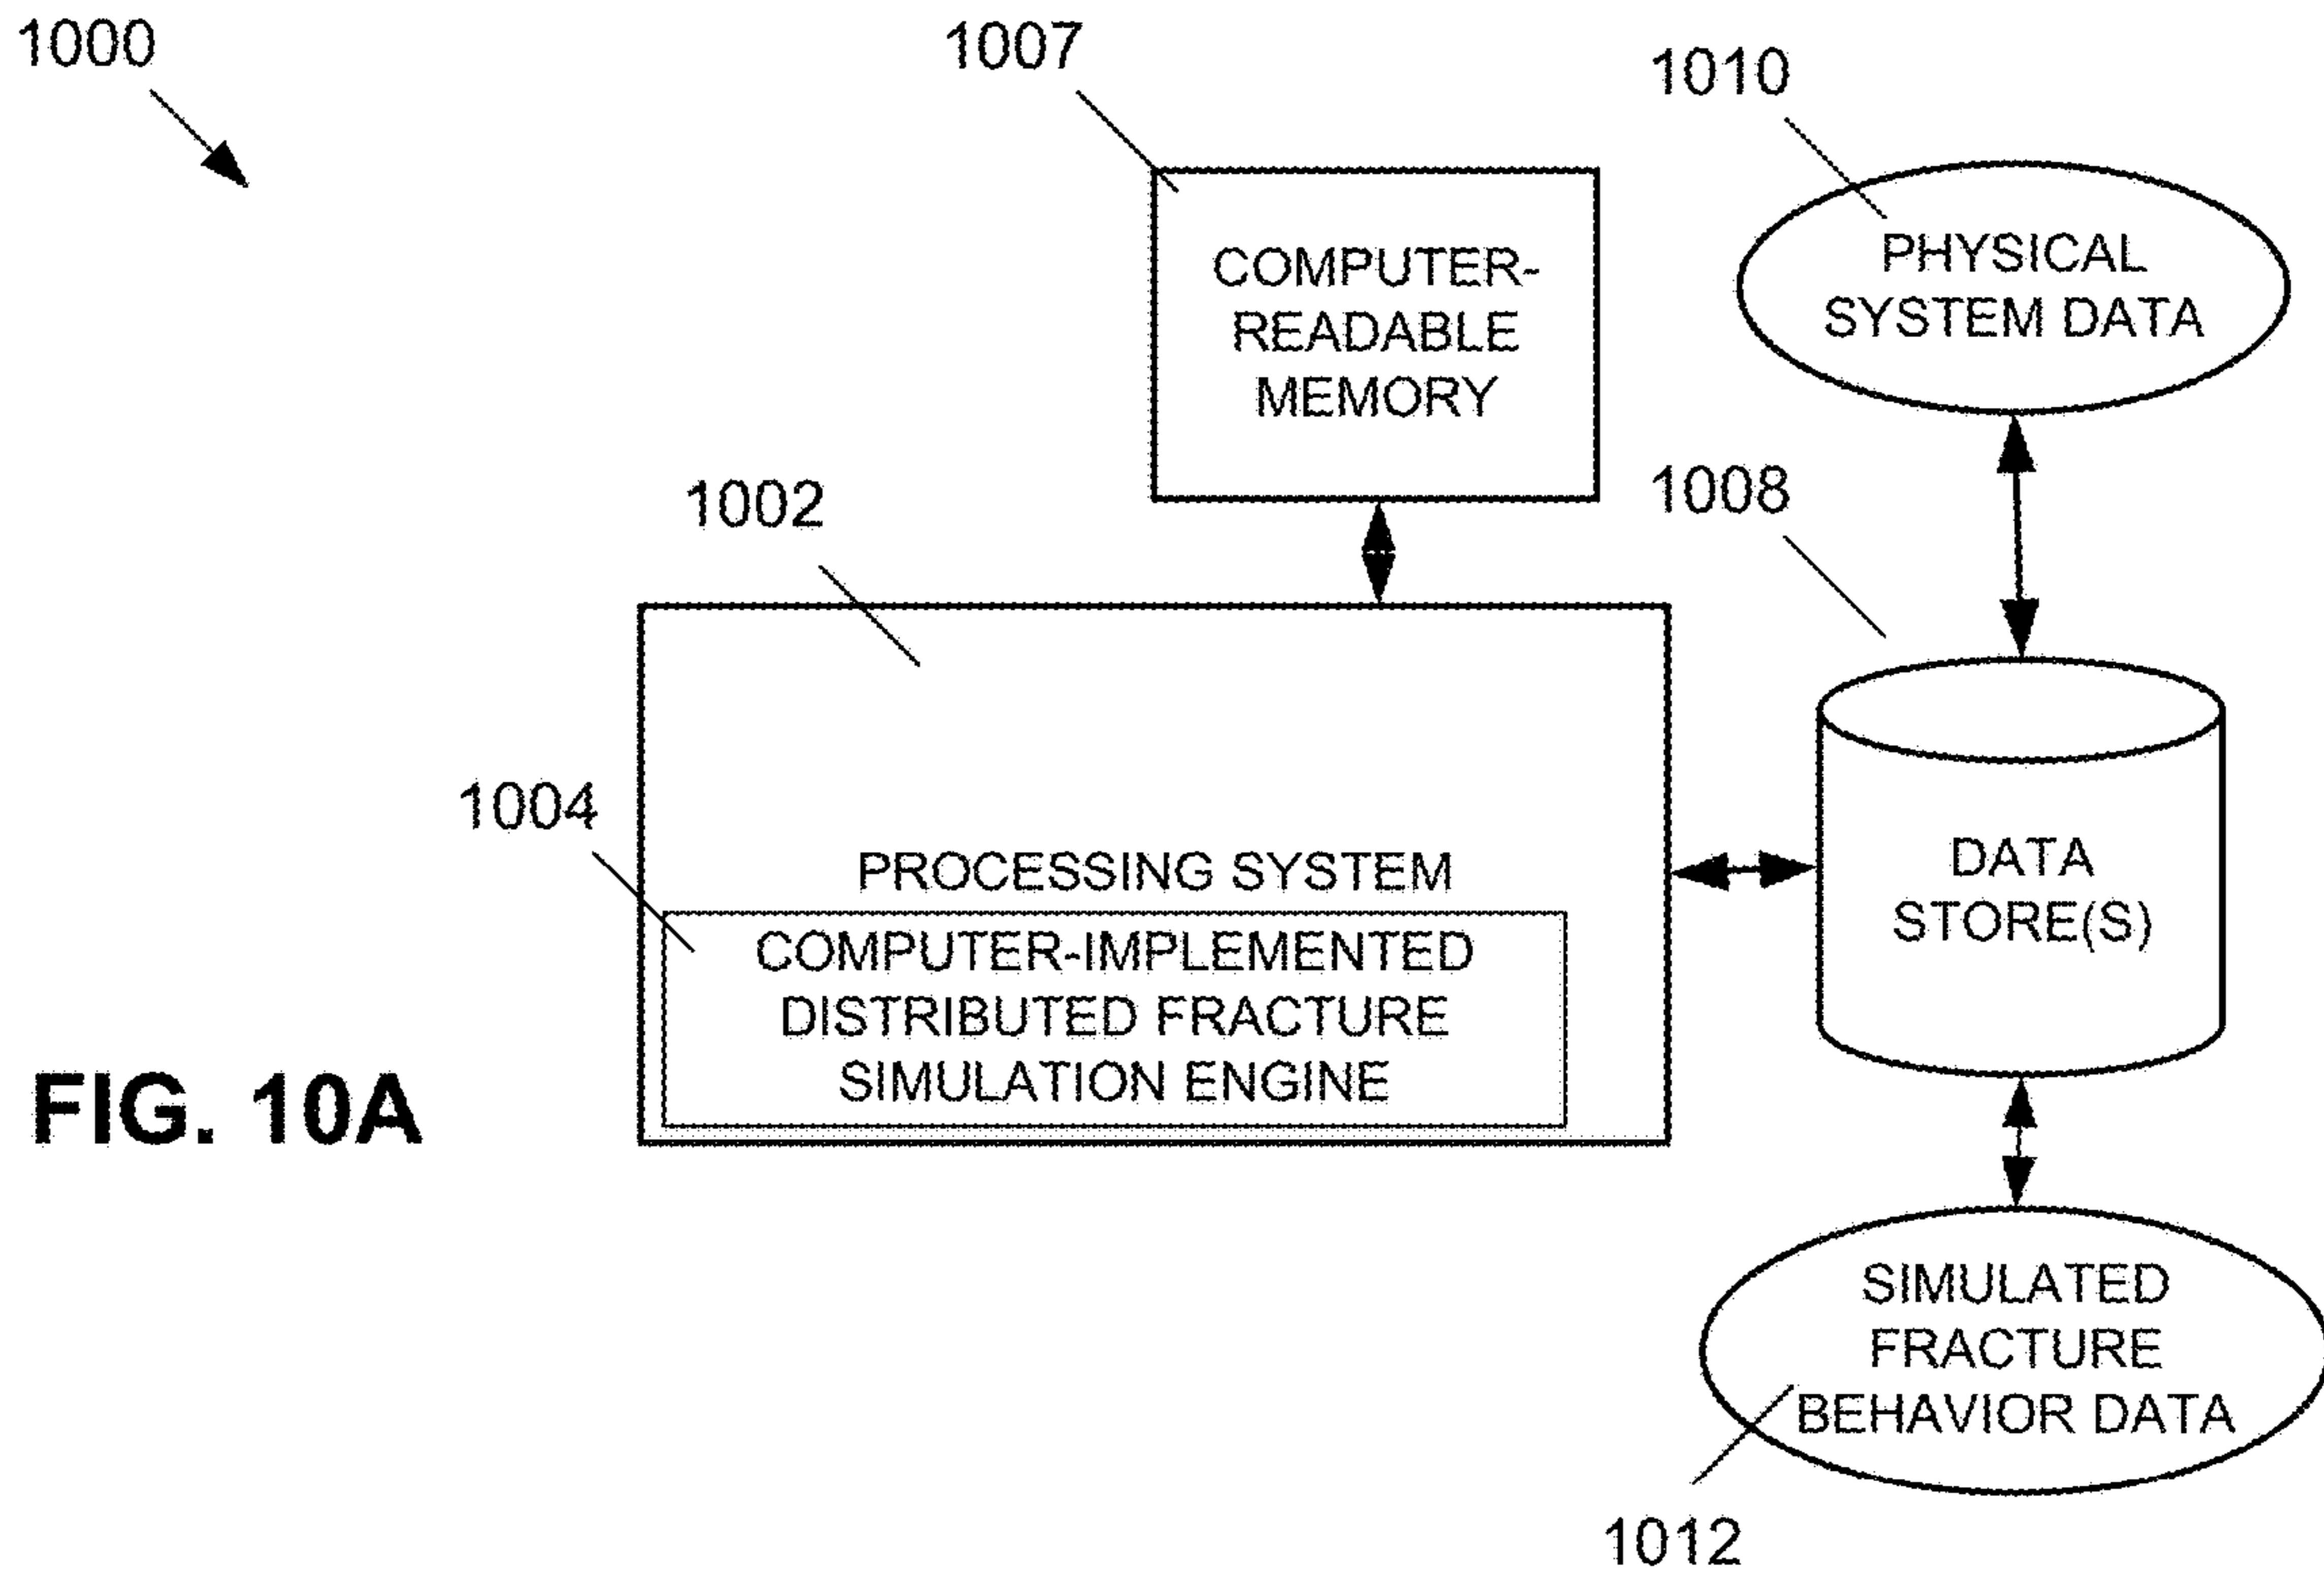 1000
1007
1010
COMPUTER-
READABLE
MEMORY
PHYSICAL
SYSTEM DATA
1002
1008
1004
PROCESSING SYSTEM
COMPUTER-IMPLEMENTED
DISTRIBUTED FRACTURE
SIMULATION ENGINE
DATA
STORE(S)
FIG. 10A
SIMULATED
FRACTURE
BEHAVIOR DATA
1012